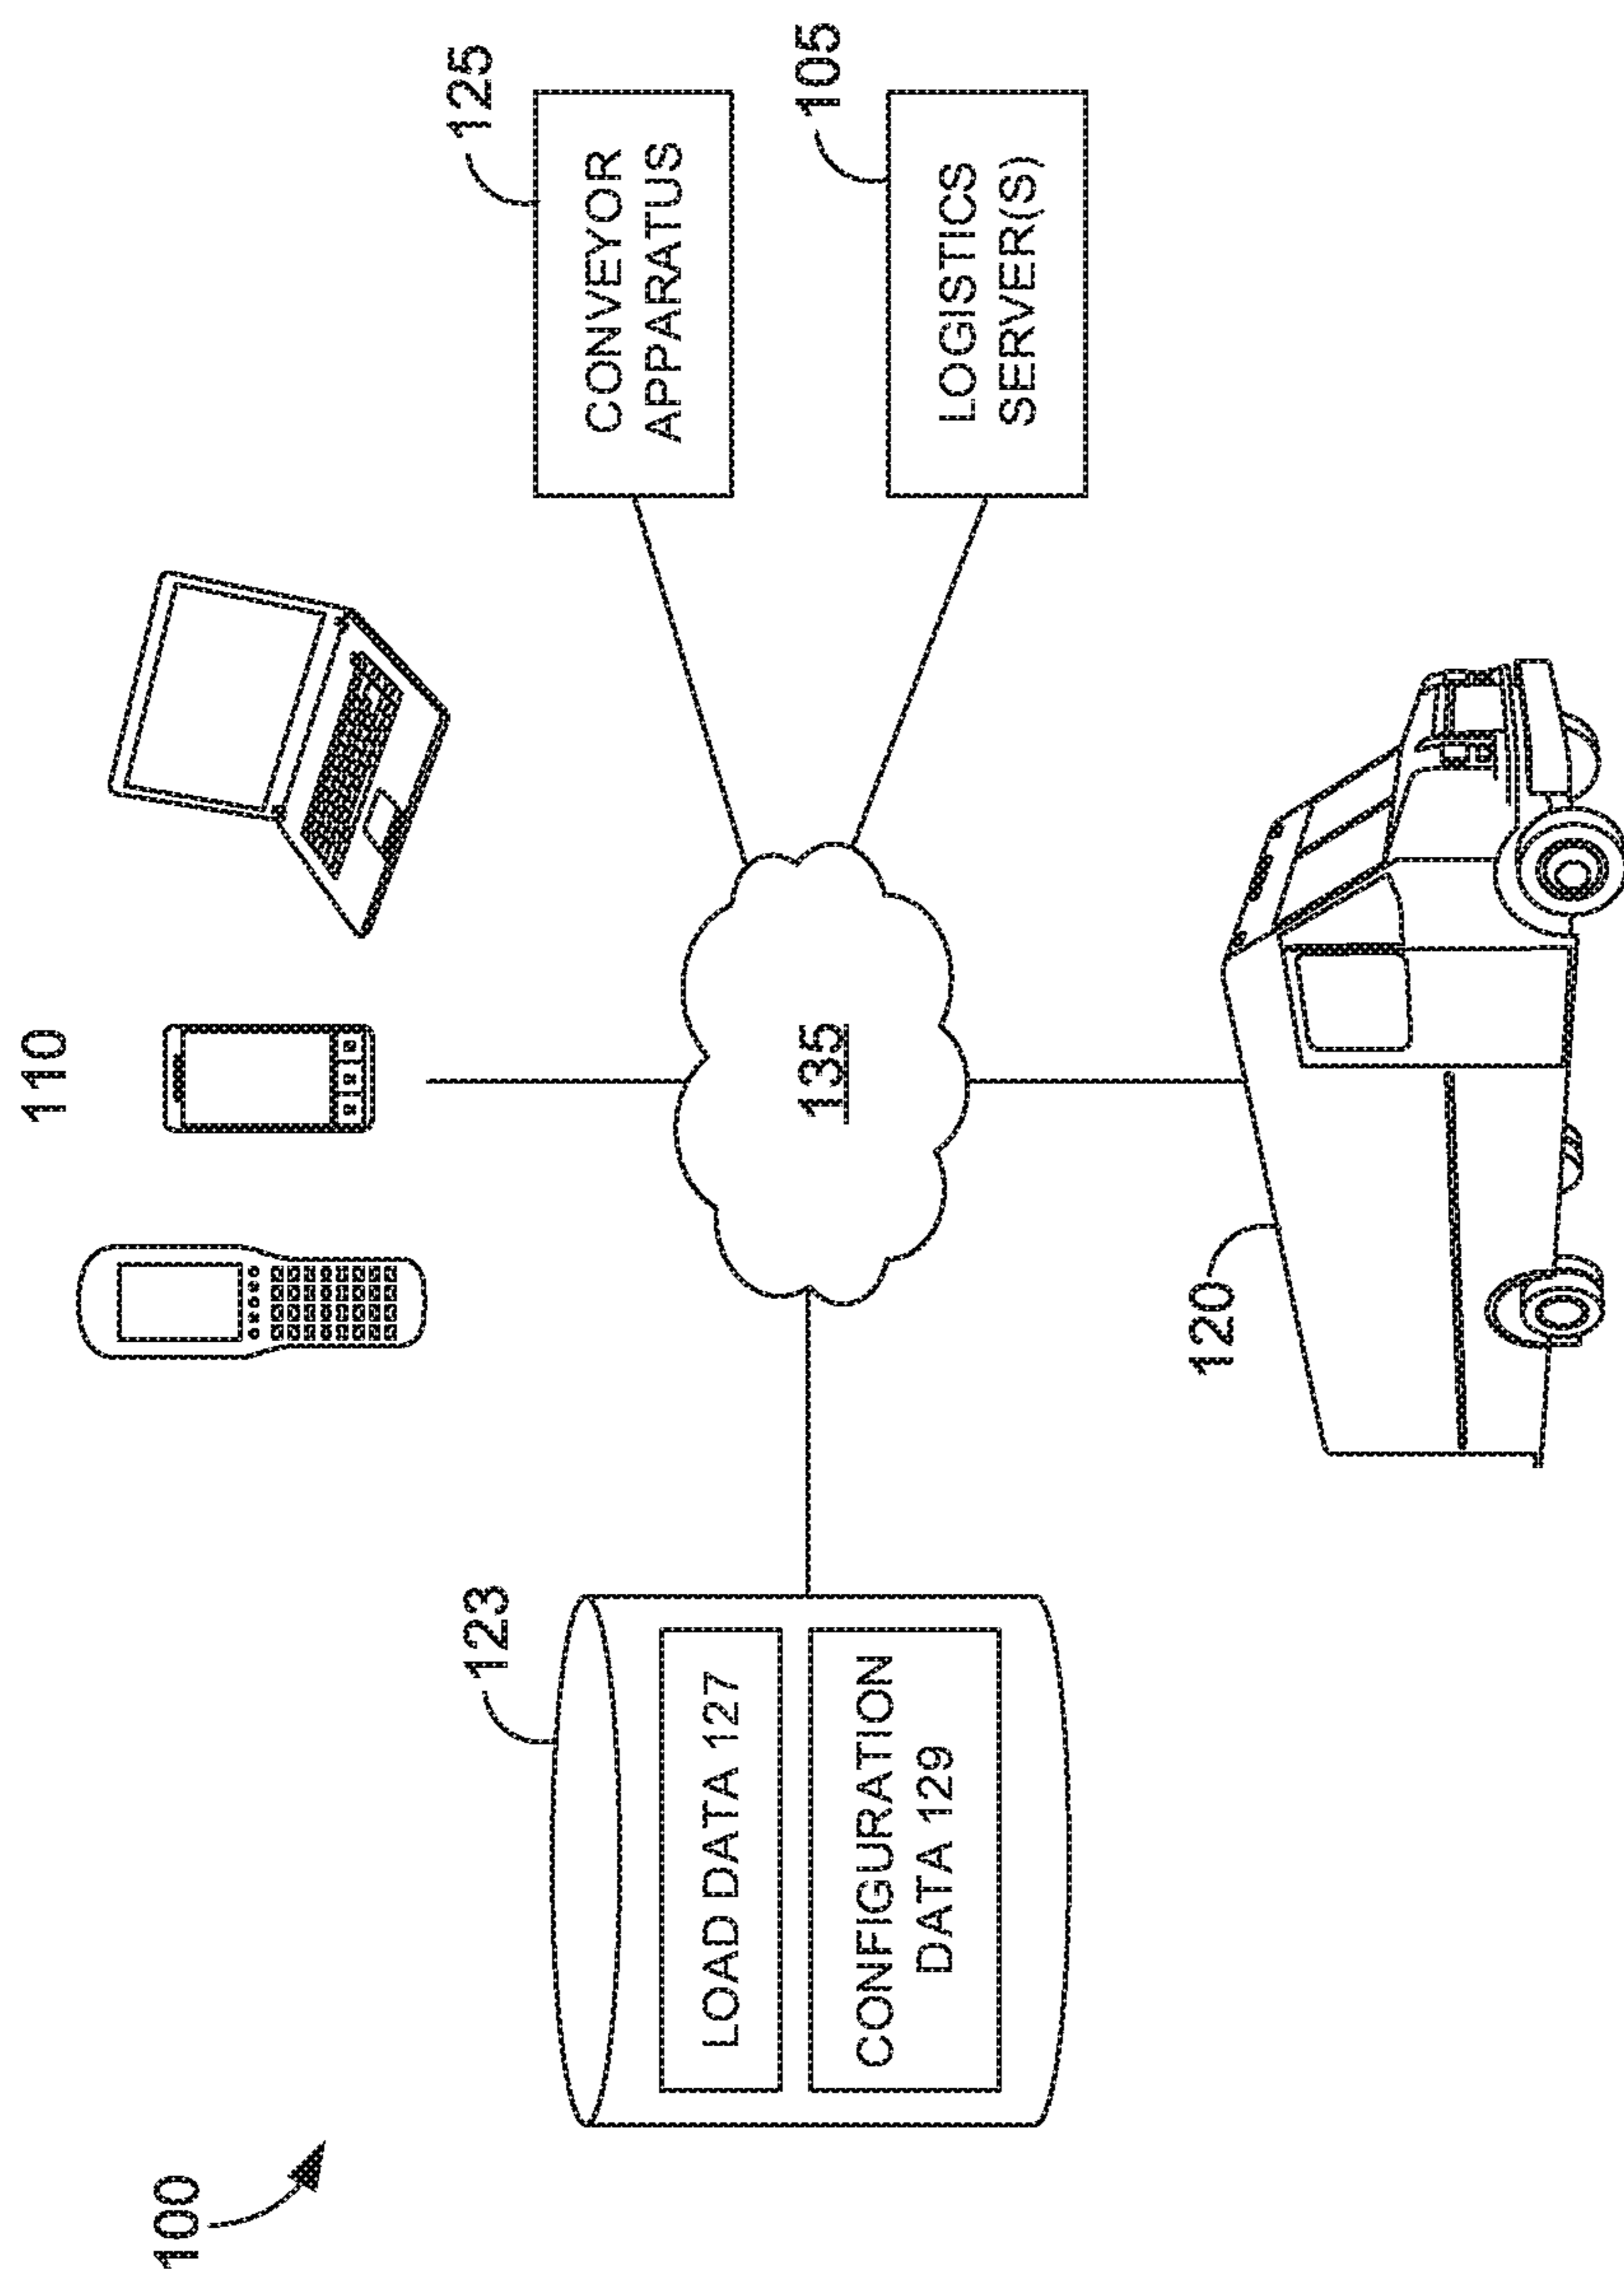 100
110
123
LOAD DATA 127
CONFIGURATION
DATA 129
135
125
CONVEYOR
APPARATUS
105
LOGISTICS
SERVER(S)
120